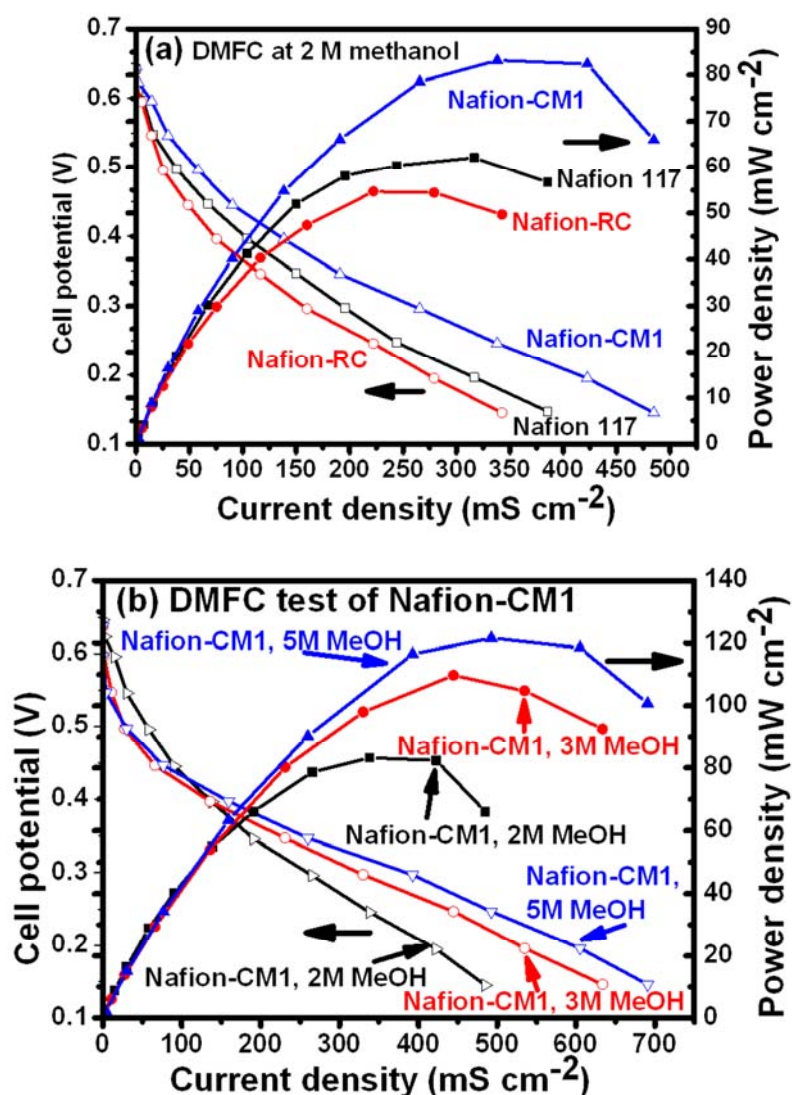 (a) DMFC at 2 M methanol
Cell potential (V)
0.7
0.6
0.5
0.4
0.3
0.2
0.1
Nafion-CM1
Nafion 117
Nafion-RC
Nafion-CM1
Nafion-RC
Nafion 117
90
80
70
60
50
40
30
20
10
0
Power density (mW cm-2)
0 50 100 150 200 250 300 350 400 450 500
Current density (mS cm-2)
(b) DMFC test of Nafion-CM1
Cell potential (V)
0.7
0.6
0.5
0.4
0.3
0.2
0.1
Nafion-CM1, 5M MeOH
Nafion-CM1, 3M MeOH
Nafion-CM1, 2M MeOH
Nafion-CM1,
5M MeOH
Nafion-CM1, 2M MeOH
Nafion-CM1, 3M MeOH
140
120
100
80
60
40
20
0
Power density (mW cm-2)
0 100 200 300 400 500 600 700
Current density (mS cm-2)